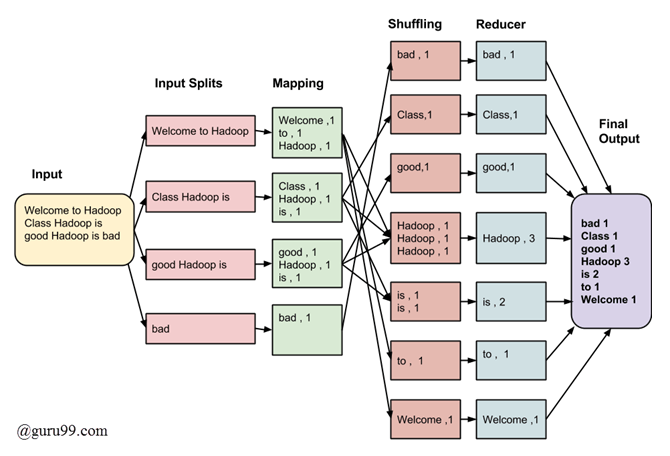 Shuffling
Reducer
Input Splits
Mapping
Final
Output
Input
Welcome to Hadoop
Class Hadoop is
good Hadoop is bad
Welcome to Hadoop
Class Hadoop is
good Hadoop is
bad
Welcome ,1
to , 1
Hadoop , 1
Class , 1
Hadoop , 1
is , 1
good , 1
Hadoop , 1
is , 1
bad , 1
bad , 1
Class,1
good,1
Hadoop , 1
Hadoop , 1
Hadoop , 1
is , 1
is , 1
to , 1
Welcome ,1
bad , 1
Class,1
good,1
Hadoop , 3
is , 2
to , 1
Welcome ,1
bad 1
Class 1
good 1
Hadoop 3
is 2
to 1
Welcome 1
@guru99.com